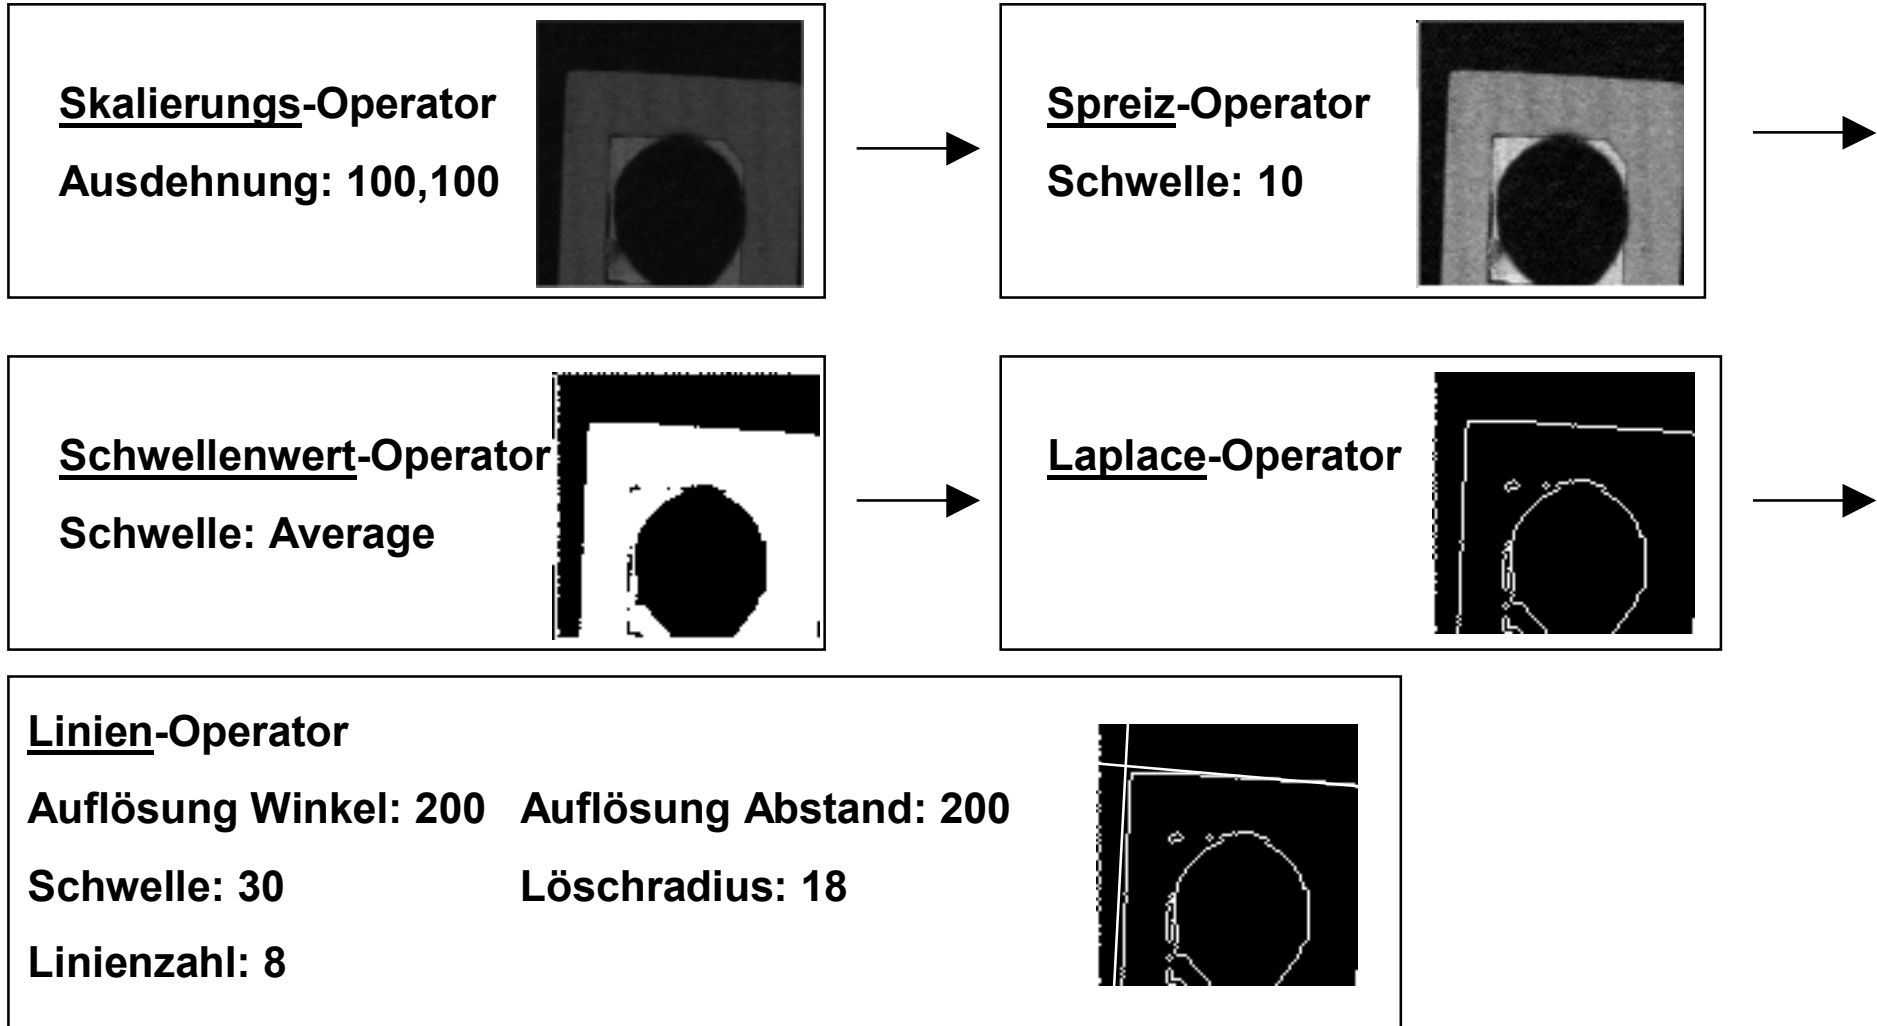 Skalierungs-Operator
Ausdehnung: 100,100
Spreiz-Operator
Schwelle: 10
Schwellenwert-Operator
Schwelle: Average
Laplace-Operator
Linien-Operator
Auflösung Winkel: 200 Auflösung Abstand: 200
Schwelle: 30 Löschradius: 18
Linienzahl: 8